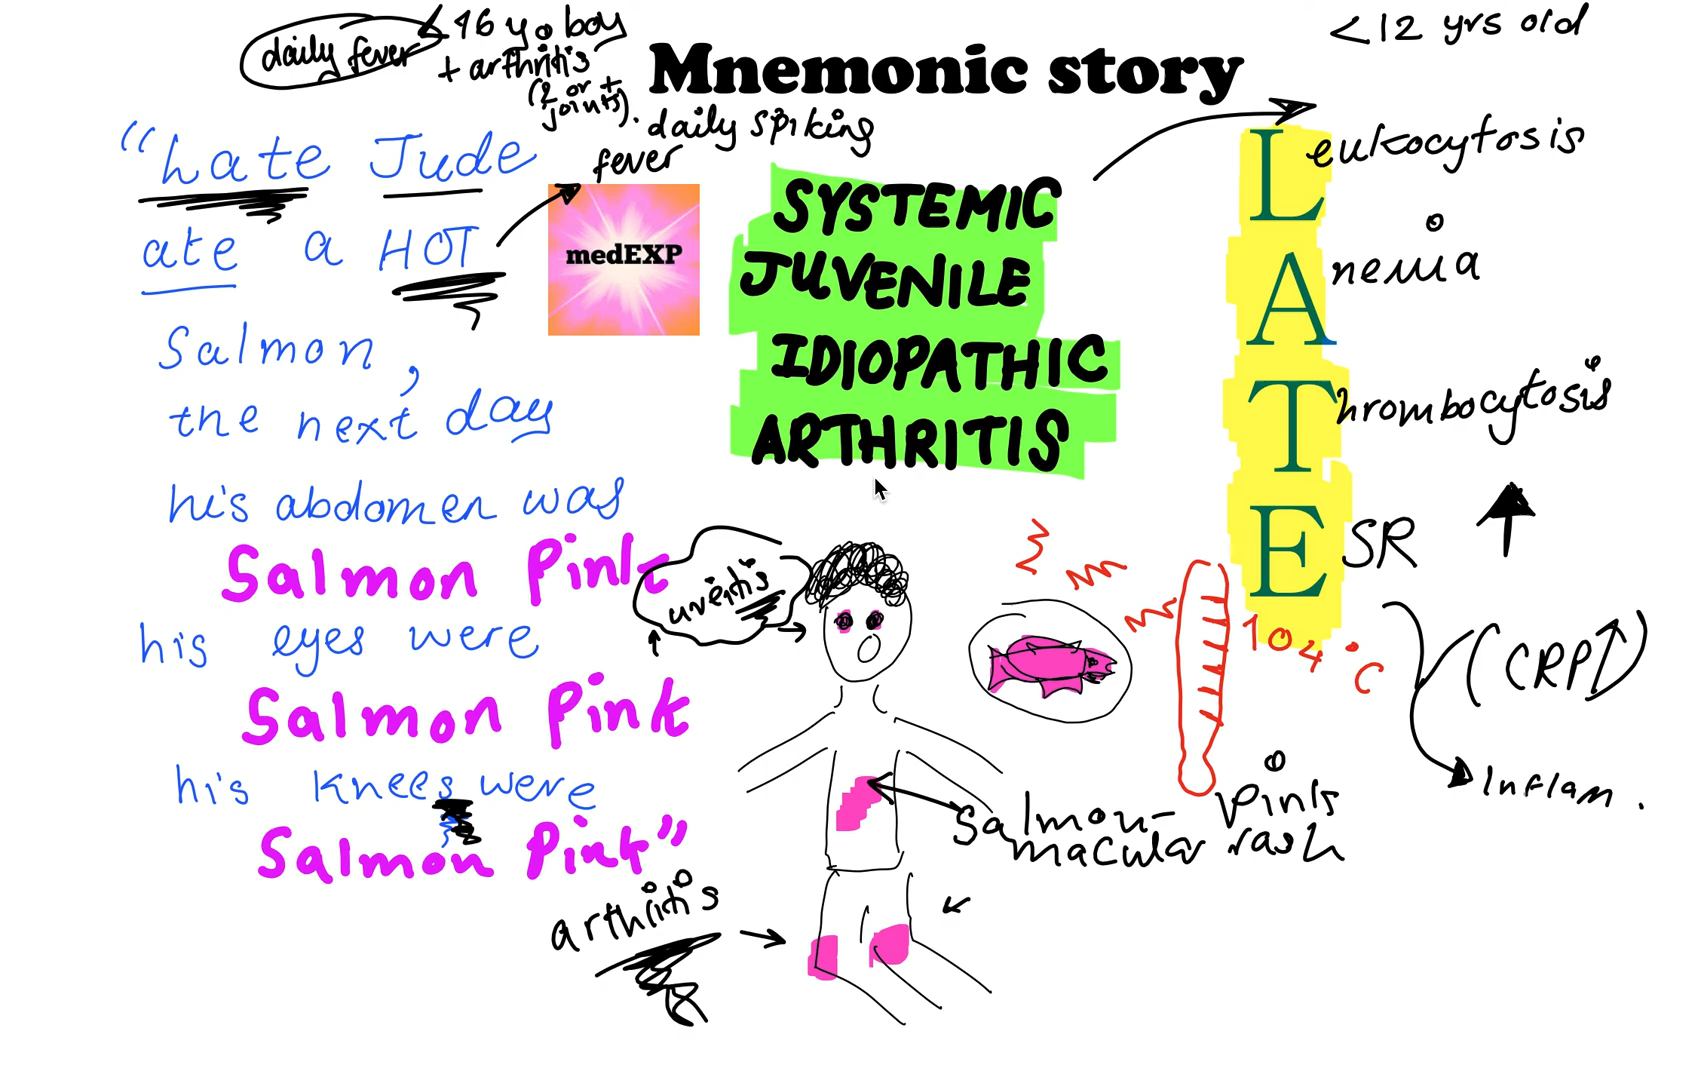 daily fever
< 16 y o boy
+ arthritis
(2 or +
joints).
Mnemonic story
< 12 yrs old
"Late Jude
ate a HOT
Salmon,
the next day
his abdomen was
Salmon Pink
his eyes were
Salmon Pink
his knees were
Salmon Pink"
daily spiking
fever
medEXP
SYSTEMIC
JUVENILE
IDIOPATHIC
ARTHRITIS
Leukocytosis
Anemia
Thrombocytosis
ESR
104°C
(CRP↑)
Inflam.
uveitis
Salmon-Pink
macular rash
arthritis